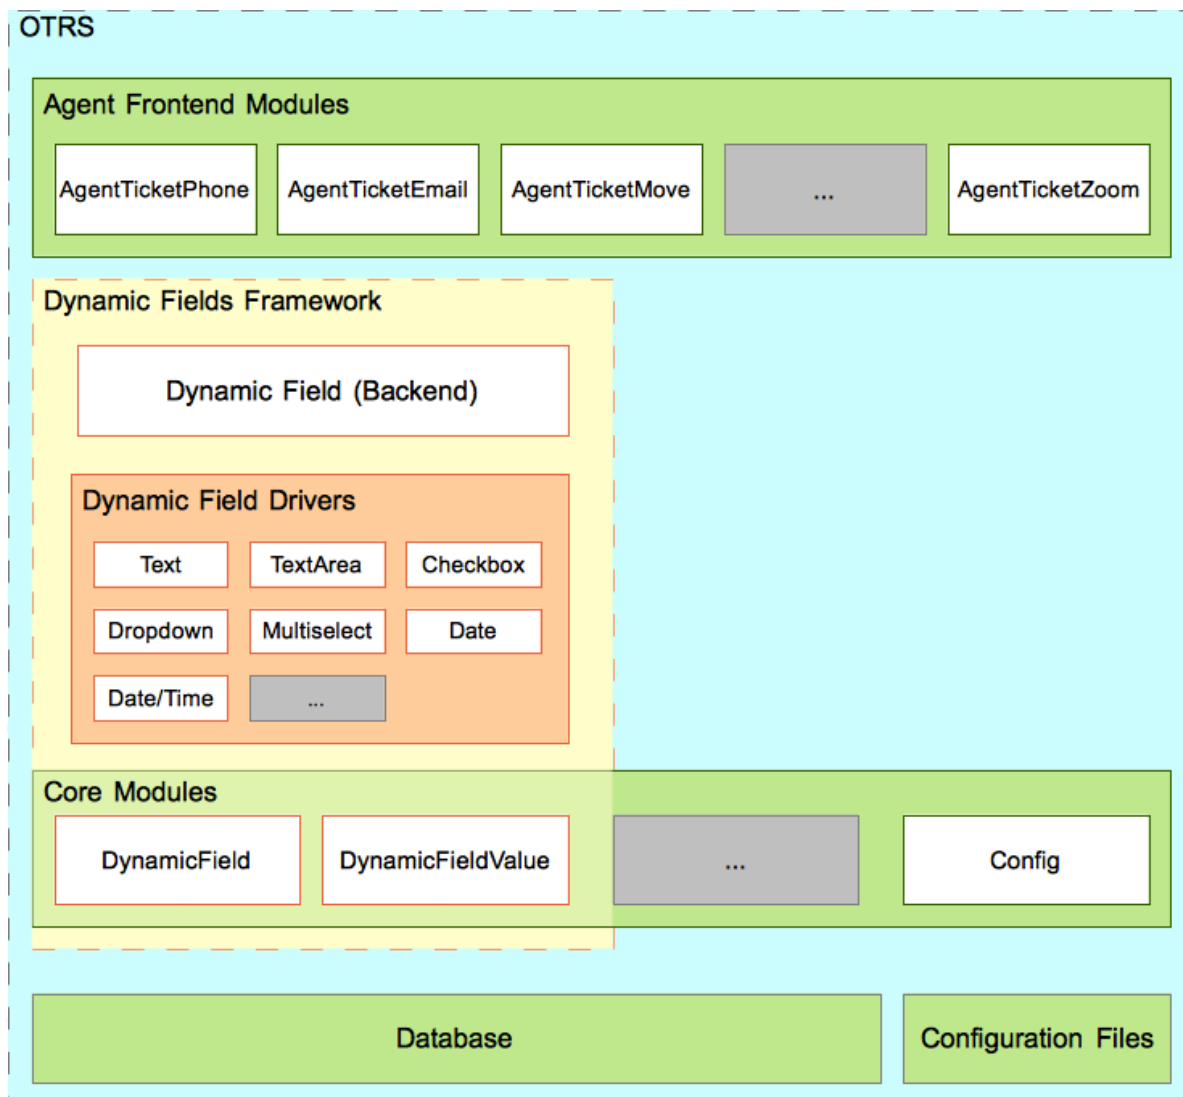 OTRS
Agent Frontend Modules
AgentTicketPhone
AgentTicketEmail
AgentTicketMove
...
AgentTicketZoom
Dynamic Fields Framework
Dynamic Field (Backend)
Dynamic Field Drivers
Text
TextArea
Checkbox
Dropdown
Multiselect
Date
Date/Time
...
Core Modules
DynamicField
DynamicFieldValue
...
Config
Database
Configuration Files